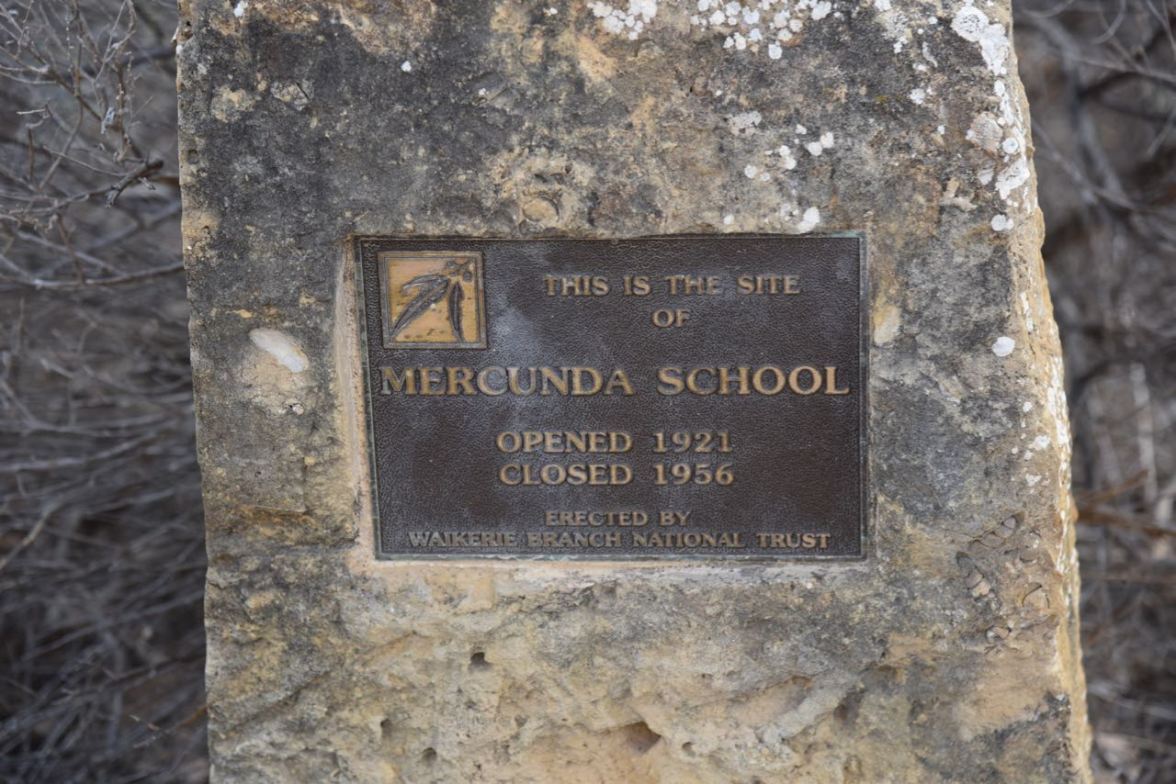 THIS IS THE SITE
OF
MERCUNDA SCHOOL
OPENED 1921
CLOSED 1956
ERECTED BY
WAIKERIE BRANCH NATIONAL TRUST